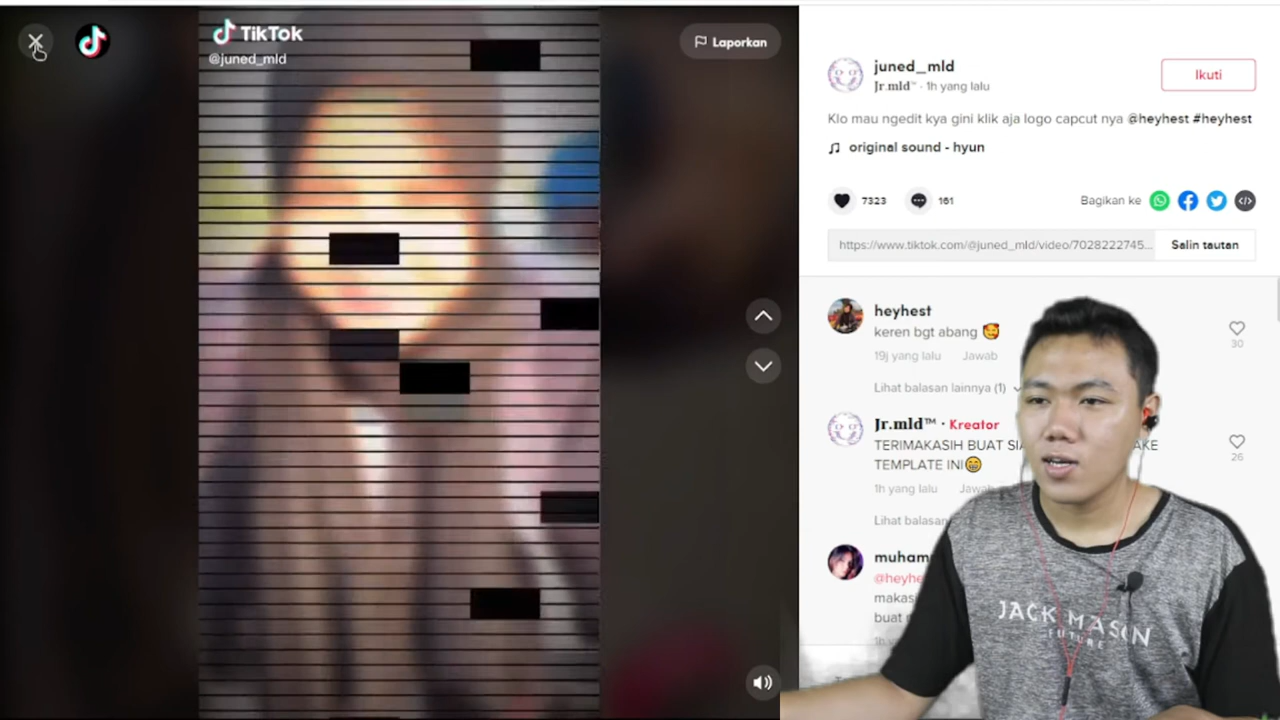 TikTok
@juned_mld
Laporkan
juned_mld
Jr.mld™ · 1h yang lalu
Ikuti
Klo mau ngedit kya gini klik aja logo capcut nya @heyhest #heyhest
original sound - hyun
7323
161
Bagikan ke
https://www.tiktok.com/@juned_mld/video/7028222745...
Salin tautan
heyhest
keren bgt abang 🥰
19j yang lalu
Jawab
30
Lihat balasan lainnya (1)
Jr.mld™ · Kreator
TERIMAKASIH BUAT
TEMPLATE INI😁
1h yang lalu
26
Lihat balasan
@heyhe
buat
JACK MASON
FUTURE